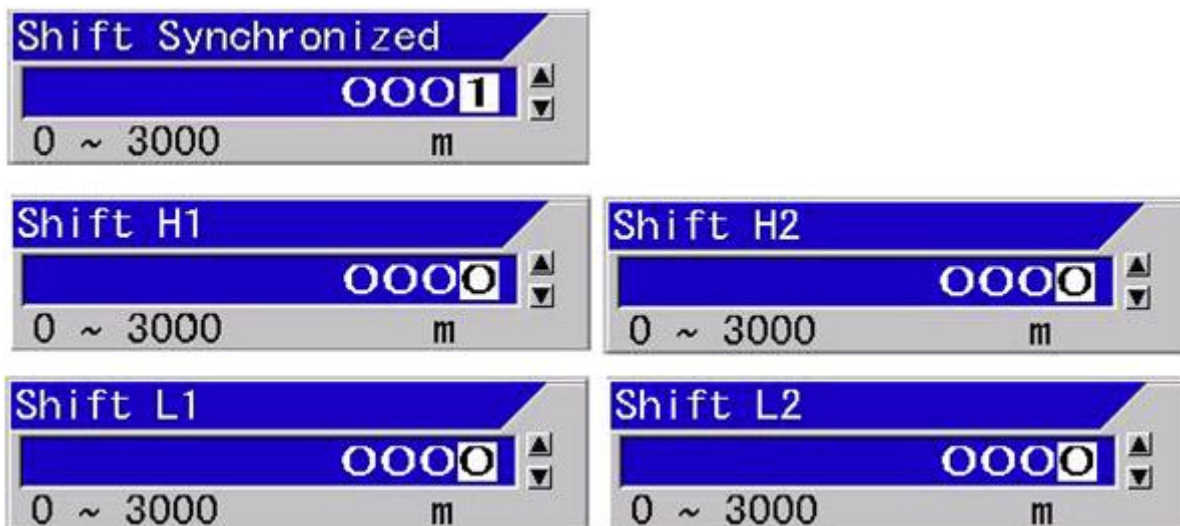 Shift Synchronized
0001
0 ~ 3000 m
Shift H1
0000
0 ~ 3000 m
Shift H2
0000
0 ~ 3000 m
Shift L1
0000
0 ~ 3000 m
Shift L2
0000
0 ~ 3000 m